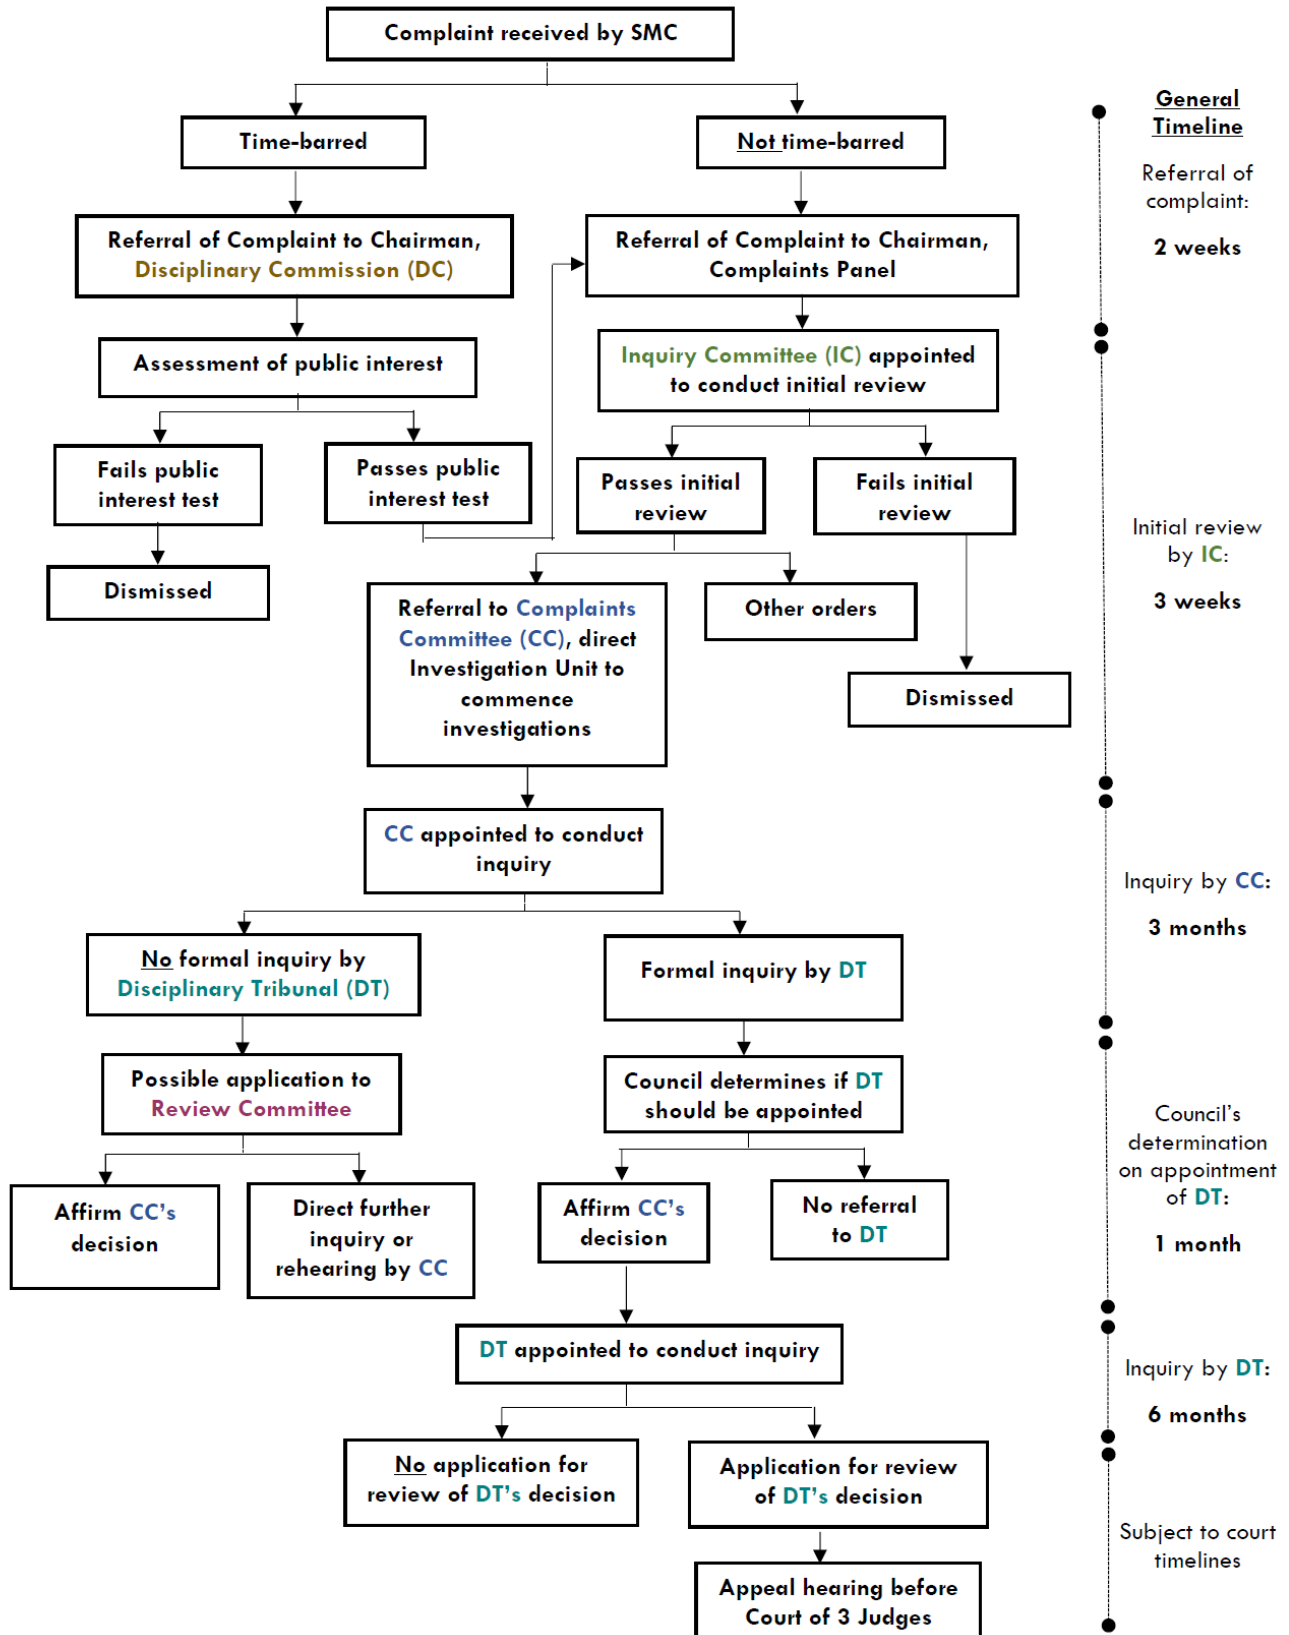 Complaint received by SMC
Time-barred
Not time-barred
Referral of Complaint to Chairman,
Disciplinary Commission (DC)
Referral of Complaint to Chairman,
Complaints Panel
Assessment of public interest
Inquiry Committee (IC) appointed
to conduct initial review
Fails public
interest test
Passes public
interest test
Passes initial
review
Fails initial
review
Dismissed
Referral to Complaints
Committee (CC), direct
Investigation Unit to
commence
investigations
Other orders
Dismissed
CC appointed to conduct
inquiry
No formal inquiry by
Disciplinary Tribunal (DT)
Formal inquiry by DT
Possible application to
Review Committee
Council determines if DT
should be appointed
Affirm CC's
decision
Direct further
inquiry or
rehearing by CC
Affirm CC's
decision
No referral
to DT
DT appointed to conduct inquiry
No application for
review of DT's decision
Application for review
of DT's decision
Appeal hearing before
Court of 3 Judges
General
Timeline
Referral of
complaint:
2 weeks
Initial review
by IC:
3 weeks
Inquiry by CC:
3 months
Council's
determination
on appointment
of DT:
1 month
Inquiry by DT:
6 months
Subject to court
timelines